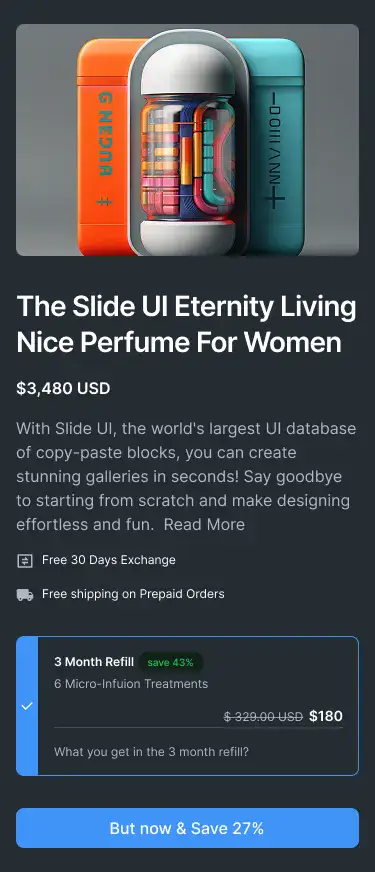 The Slide UI Eternity Living
Nice Perfume For Women
$3,480 USD
With Slide UI, the world's largest UI database
of copy-paste blocks, you can create
stunning galleries in seconds! Say goodbye
to starting from scratch and make designing
effortless and fun. Read More
Free 30 Days Exchange
Free shipping on Prepaid Orders
3 Month Refill save 43%
6 Micro-Infuion Treatments
$ 329.00 USD $180
What you get in the 3 month refill?
But now & Save 27%